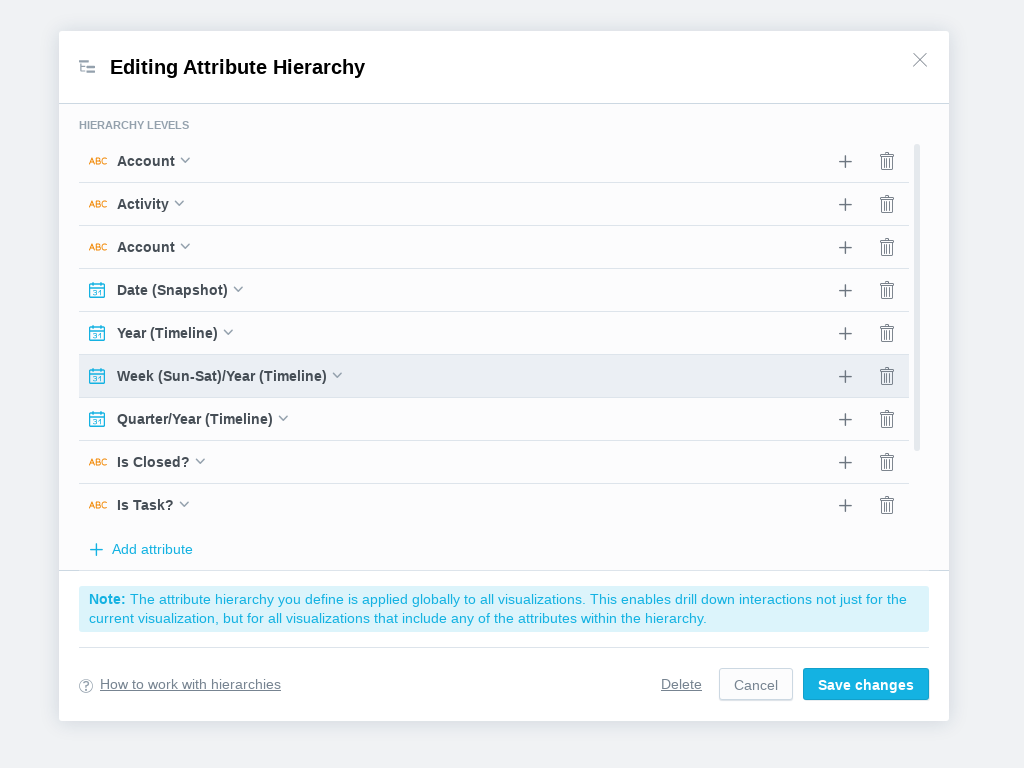 Editing Attribute Hierarchy
HIERARCHY LEVELS
ABC Account
ABC Activity
ABC Account
31 Date (Snapshot)
31 Year (Timeline)
31 Week (Sun-Sat)/Year (Timeline)
31 Quarter/Year (Timeline)
ABC Is Closed?
ABC Is Task?
Add attribute
Note: The attribute hierarchy you define is applied globally to all visualizations. This enables drill down interactions not just for the
current visualization, but for all visualizations that include any of the attributes within the hierarchy.
? How to work with hierarchies Delete Cancel Save changes